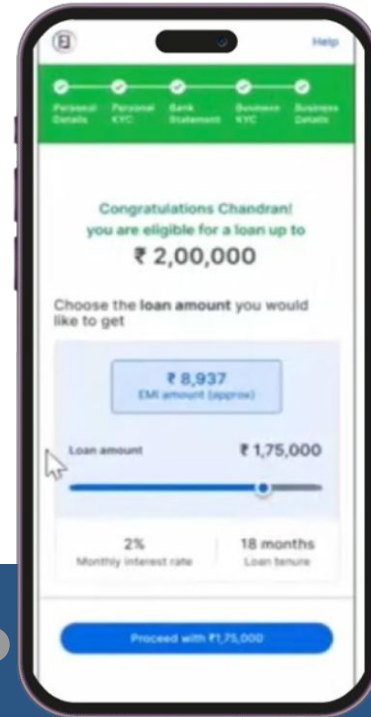 Help
Personal Personal Bank Business Business
Details KYC Statement KYC Details
Congratulations Chandran!
you are eligible for a loan up to
₹ 2,00,000
Choose the loan amount you would
like to get
₹ 8,937
EMI amount (approx)
Loan amount ₹ 1,75,000
2% 18 months
Monthly interest rate Loan tenure
Proceed with ₹1,75,000